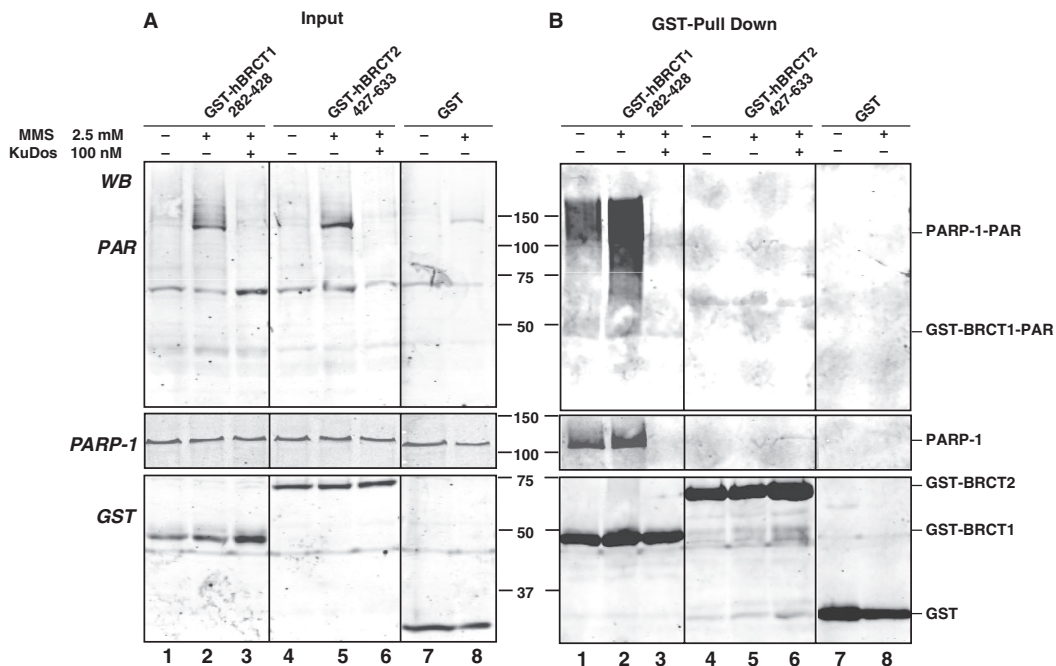 A
Input
GST-hBRCT1
282-428
GST-hBRCT2
427-633
GST
MMS 2.5 mM – + + – + + – +
KuDos 100 nM – – + – – + – –
WB
PAR
PARP-1
GST
1 2 3 4 5 6 7 8
150
100
75
50
150
100
75
50
37
B
GST-Pull Down
GST-hBRCT1
282-428
GST-hBRCT2
427-633
GST
– + + – + + – +
– – + – – + – –
PARP-1-PAR
GST-BRCT1-PAR
PARP-1
GST-BRCT2
GST-BRCT1
GST
1 2 3 4 5 6 7 8